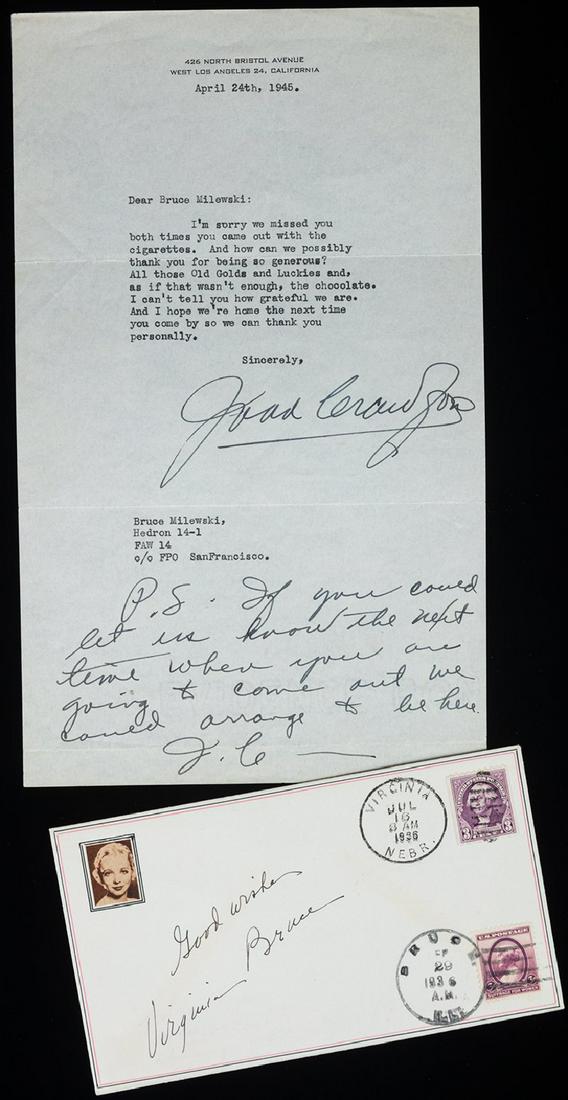 426 NORTH BRISTOL AVENUE
WEST LOS ANGELES 24, CALIFORNIA
April 24th, 1945.
Dear Bruce Milewski:
I'm sorry we missed you
both times you came out with the
cigarettes. And how can we possibly
thank you for being so generous?
All those Old Golds and Luckies and,
as if that wasn't enough, the chocolate.
I can't tell you how grateful we are.
And I hope we're home the next time
you come by so we can thank you
personally.
Sincerely,
Joan Crawford
Bruce Milewski,
Hedron 14-1
FAW 14
c/o FPO SanFrancisco.
P.S. If you could
let us know the next
time when you are
going to come out we
could arrange to be here
J.C
VIRGINIA
JUL
16
8 AM
1936
NEBR.
3 3
Good wishes
Virginia Bruce
BRUCE
29
1936
A.M.
ILL.
U.S. POSTAGE
SUFFRAGE FOR WOMEN